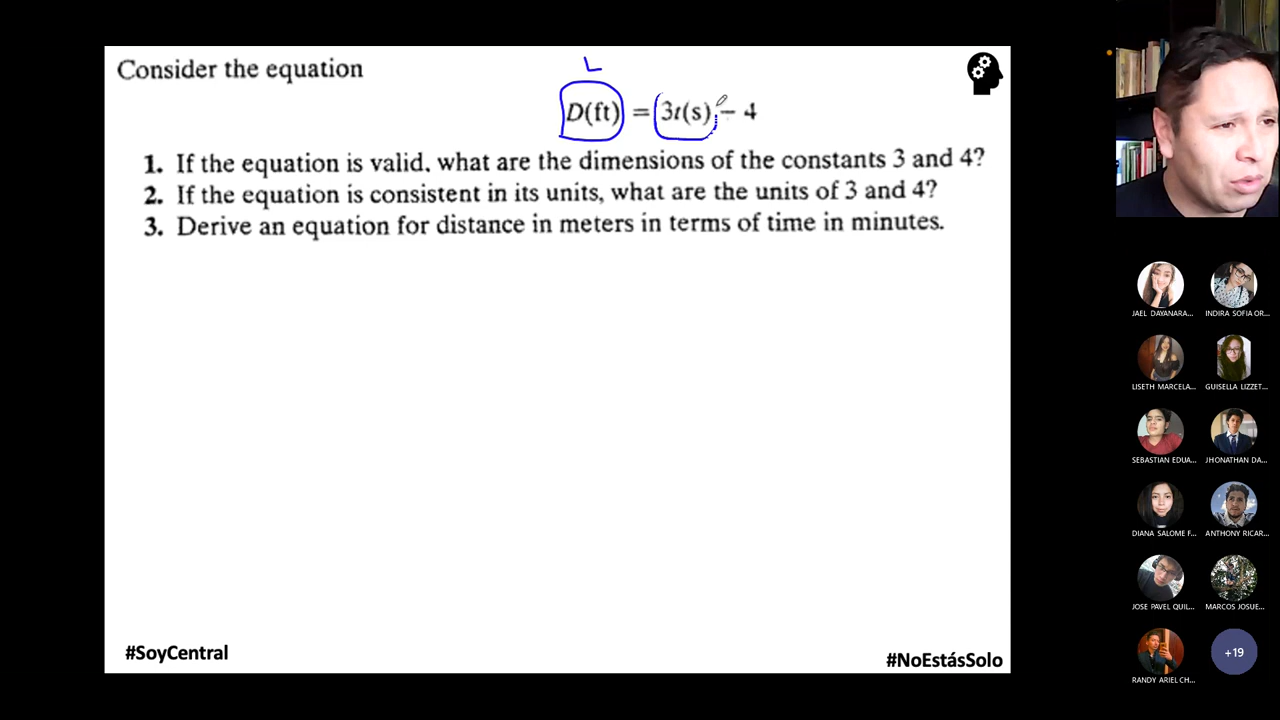 Consider the equation
L
D(ft) = 3t(s) - 4
1. If the equation is valid, what are the dimensions of the constants 3 and 4?
2. If the equation is consistent in its units, what are the units of 3 and 4?
3. Derive an equation for distance in meters in terms of time in minutes.
#SoyCentral
#NoEstásSolo
JAEL DAYANARA...
INDIRA SOFIA OR...
LISETH MARCELA...
GUISELLA LIZZET...
SEBASTIAN EDUA...
JHONATHAN DA...
DIANA SALOME F...
ANTHONY RICAR...
JOSE PAVEL QUIL...
MARCOS JOSUE...
RANDY ARIEL CH...
+19